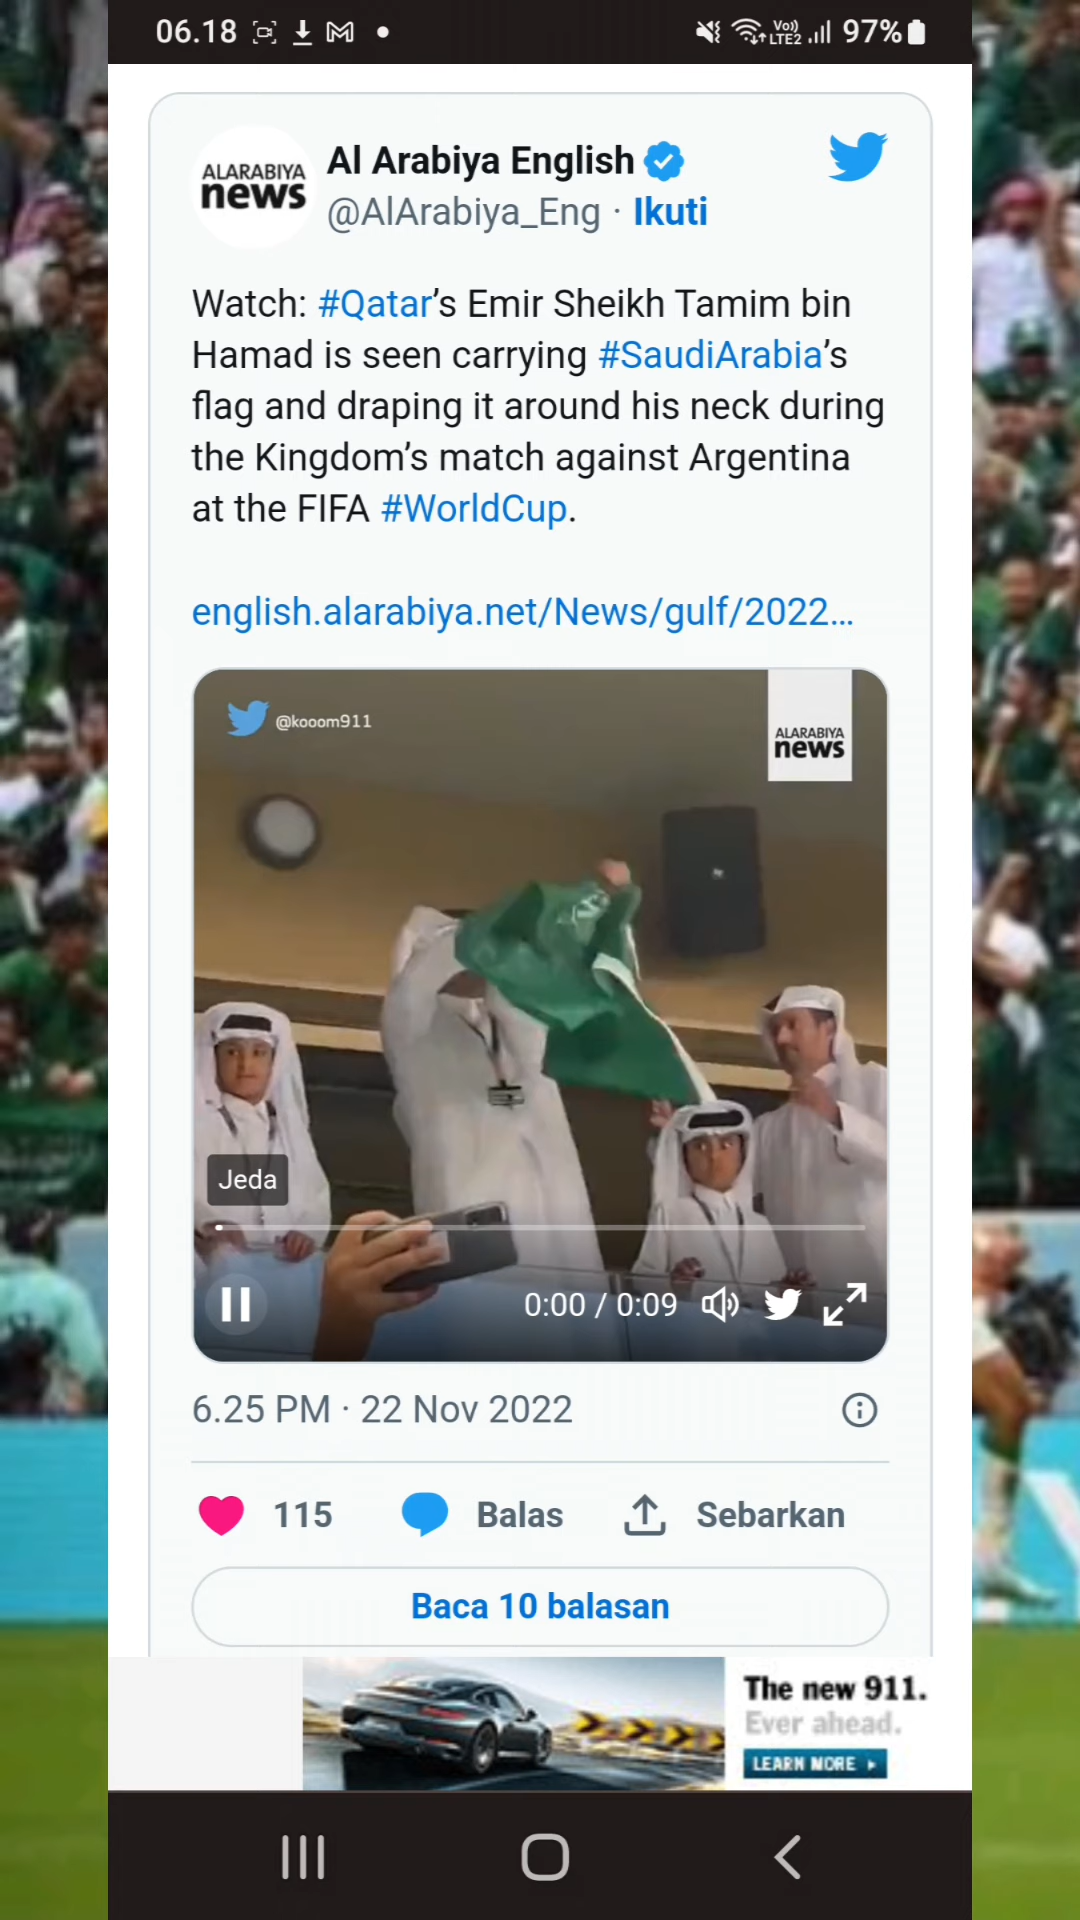 06.18
Vo))
LTE2
97%
ALARABIYA
news
Al Arabiya English
@AlArabiya_Eng · Ikuti
Watch: #Qatar’s Emir Sheikh Tamim bin
Hamad is seen carrying #SaudiArabia’s
flag and draping it around his neck during
the Kingdom’s match against Argentina
at the FIFA #WorldCup.
english.alarabiya.net/News/gulf/2022…
@kooom911
ALARABIYA
news
Jeda
0:00 / 0:09
6.25 PM · 22 Nov 2022
115
Balas
Sebarkan
Baca 10 balasan
The new 911.
Ever ahead.
LEARN MORE